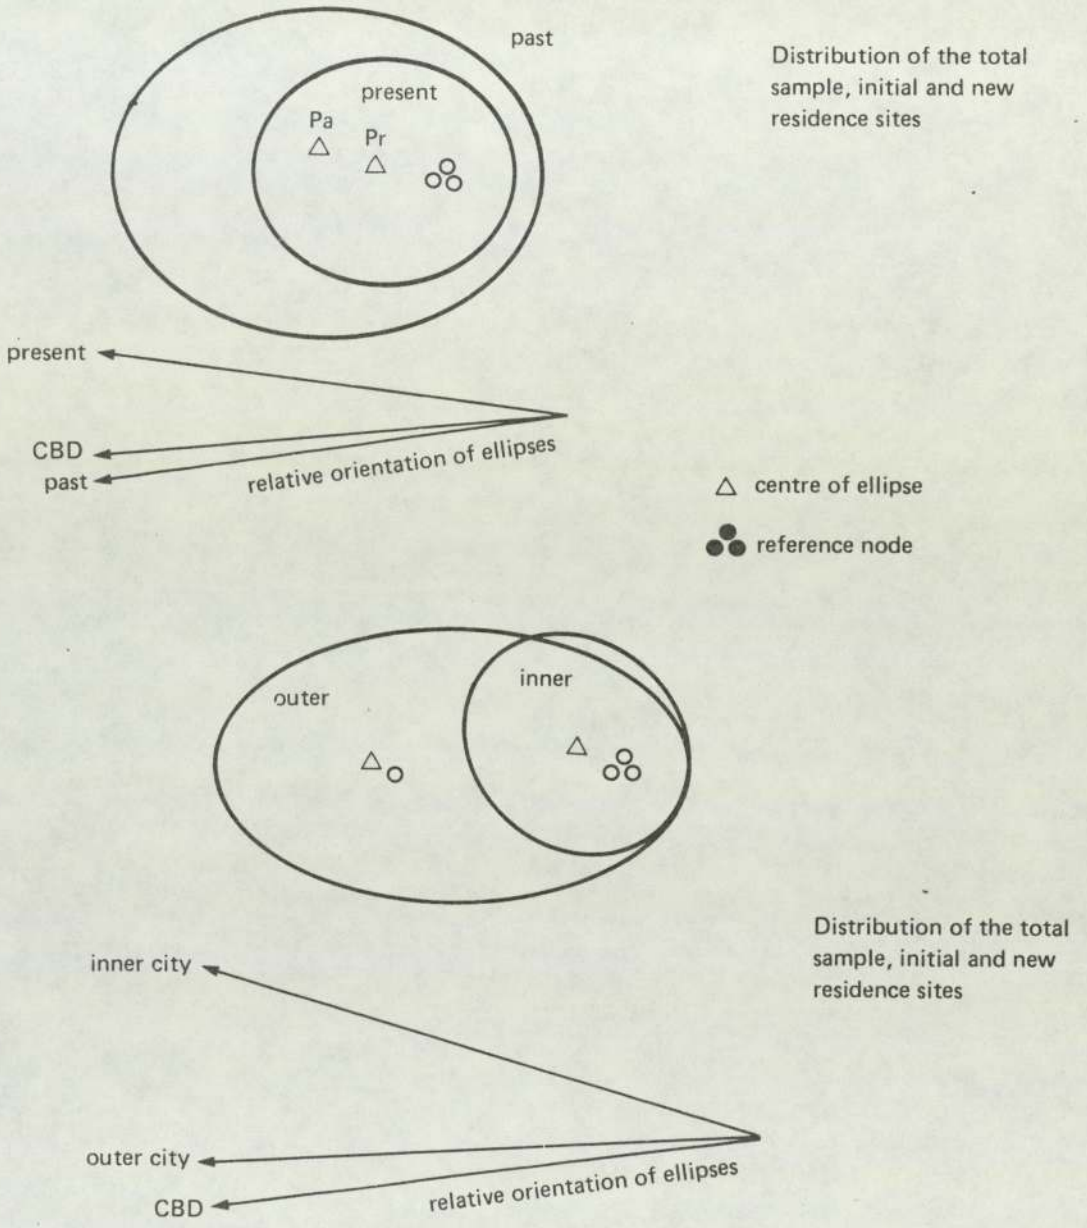 past
Distribution of the total
sample, initial and new
residence sites
present
Pa
Pr
present
CBD
past
relative orientation of ellipses
centre of ellipse
reference node
outer
inner
Distribution of the total
sample, initial and new
residence sites
inner city
outer city
CBD
relative orientation of ellipses